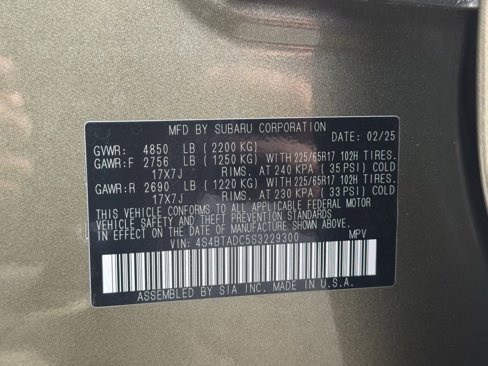 MFD. BY SUBARU CORPORATION
DATE: 02/25
GVWR: 4850 LB (2200 KG)
GAWR:F 2756 LB (1250 KG) WITH 225/65R17 102H TIRES.
17X7J RIMS. AT 240 KPA (35 PSI) COLD
GAWR:R 2690 LB (1220 KG) WITH 225/65R17 102H TIRES.
17X7J RIMS. AT 230 KPA (33 PSI) COLD
THIS VEHICLE CONFORMS TO ALL APPLICABLE FEDERAL MOTOR
VEHICLE SAFETY AND THEFT PREVENTION STANDARDS
IN EFFECT ON THE DATE OF MANUFACTURE SHOWN ABOVE.
VIN: 4S4BTADC5S3229300 MPV
ASSEMBLED BY SIA INC. MADE IN U.S.A.